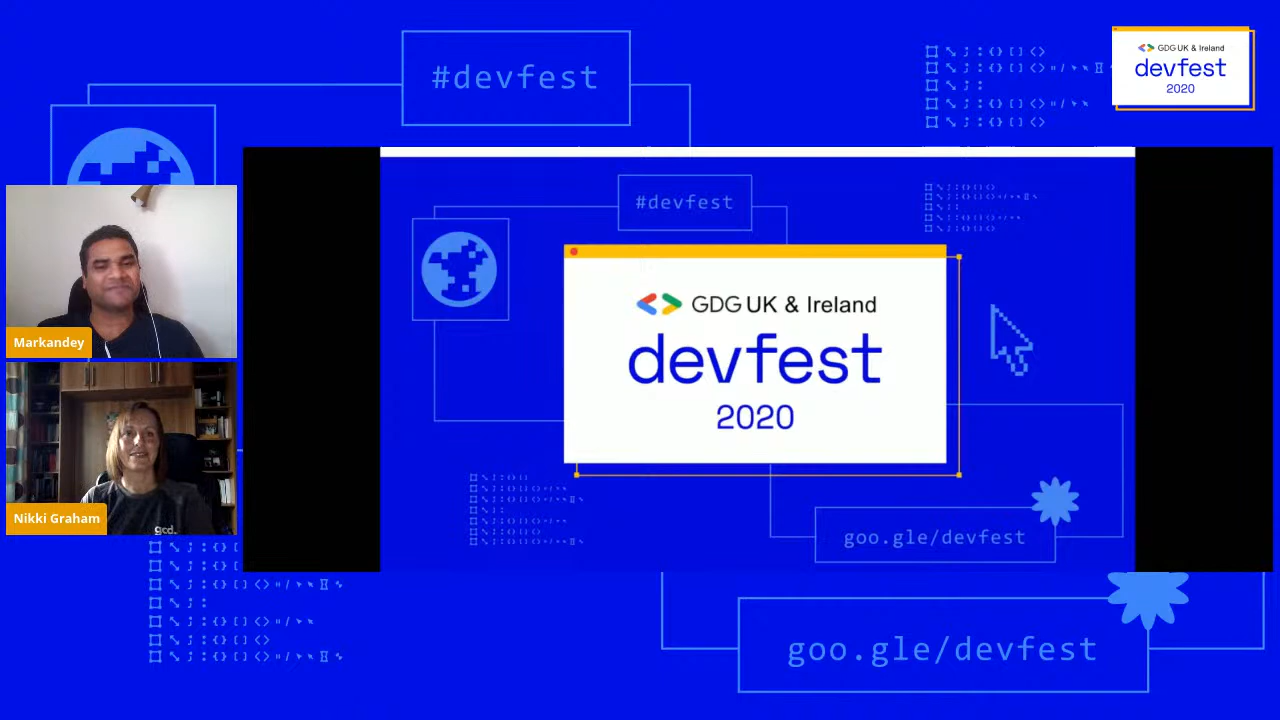 #devfest
GDG UK & Ireland
devfest
2020
#devfest
GDG UK & Ireland
devfest
2020
goo.gle/devfest
Markandey
Nikki Graham
gcd.
goo.gle/devfest